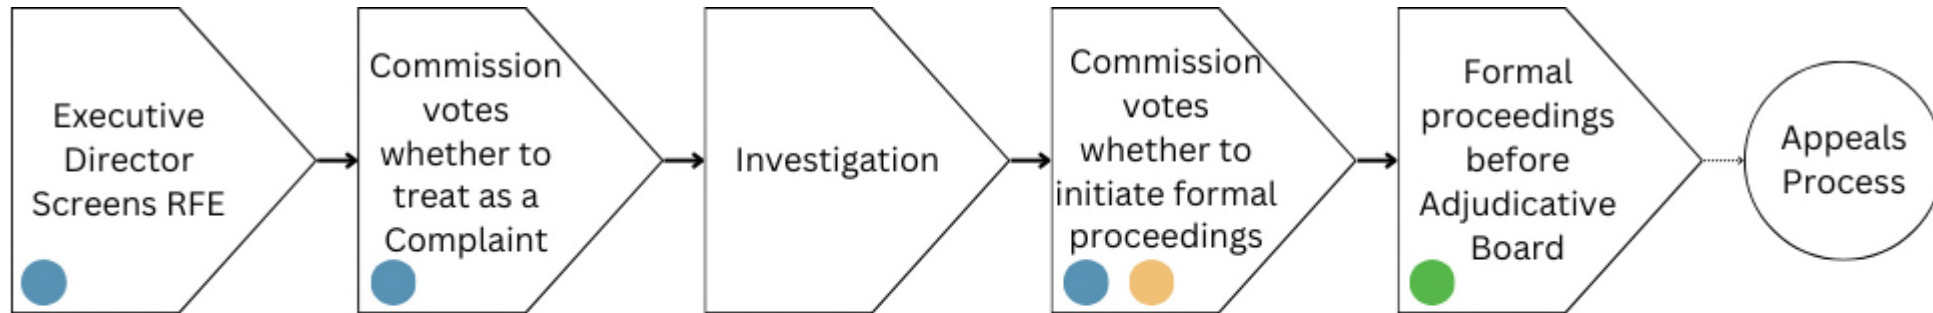 Executive
Director
Screens RFE
Commission
votes
whether to
treat as a
Complaint
Investigation
Commission
votes
whether to
initiate formal
proceedings
Formal
proceedings
before
Adjudicative
Board
Appeals
Process